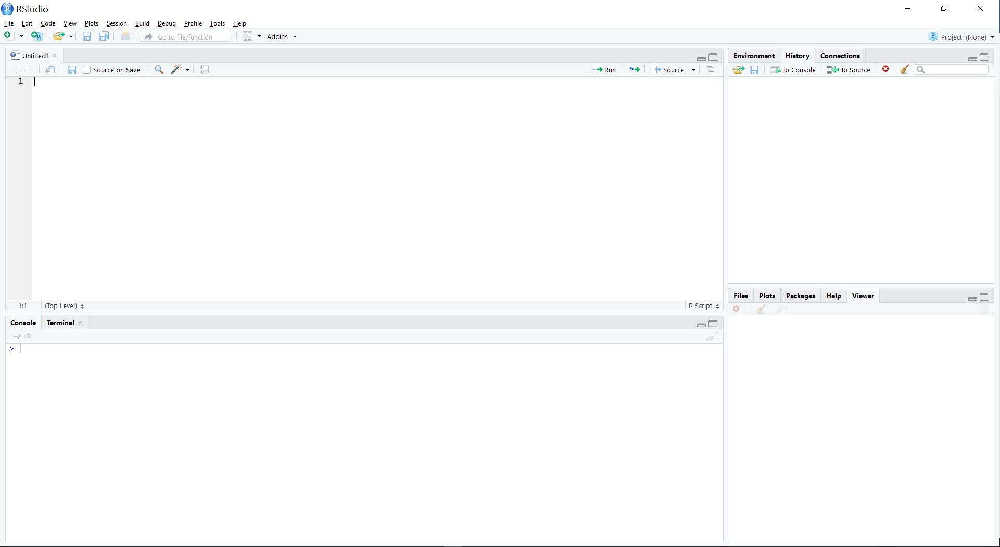 RStudio
File Edit Code View Plots Session Build Debug Profile Tools Help
Go to file/function Addins Project: (None)
Untitled1
Source on Save Run Source
1
1:1 (Top Level) R Script
Console Terminal
~/
>
Environment History Connections
To Console To Source
Files Plots Packages Help Viewer